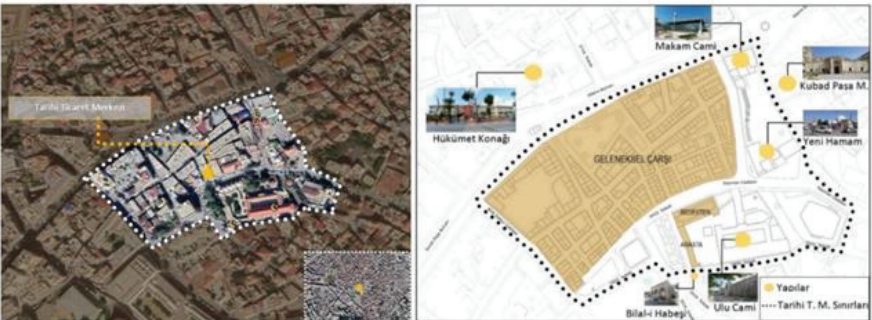 Tarihi Ticaret Merkezi
Makam Cami
Kubad Paşa M.
Hükümet Konağı
Yeni Hamam
GELENEKSEL ÇARŞI
BEDESTEN
ARASTA
Bilal-i Habeşi
Ulu Cami
Yapılar
Tarihi T. M. Sınırları